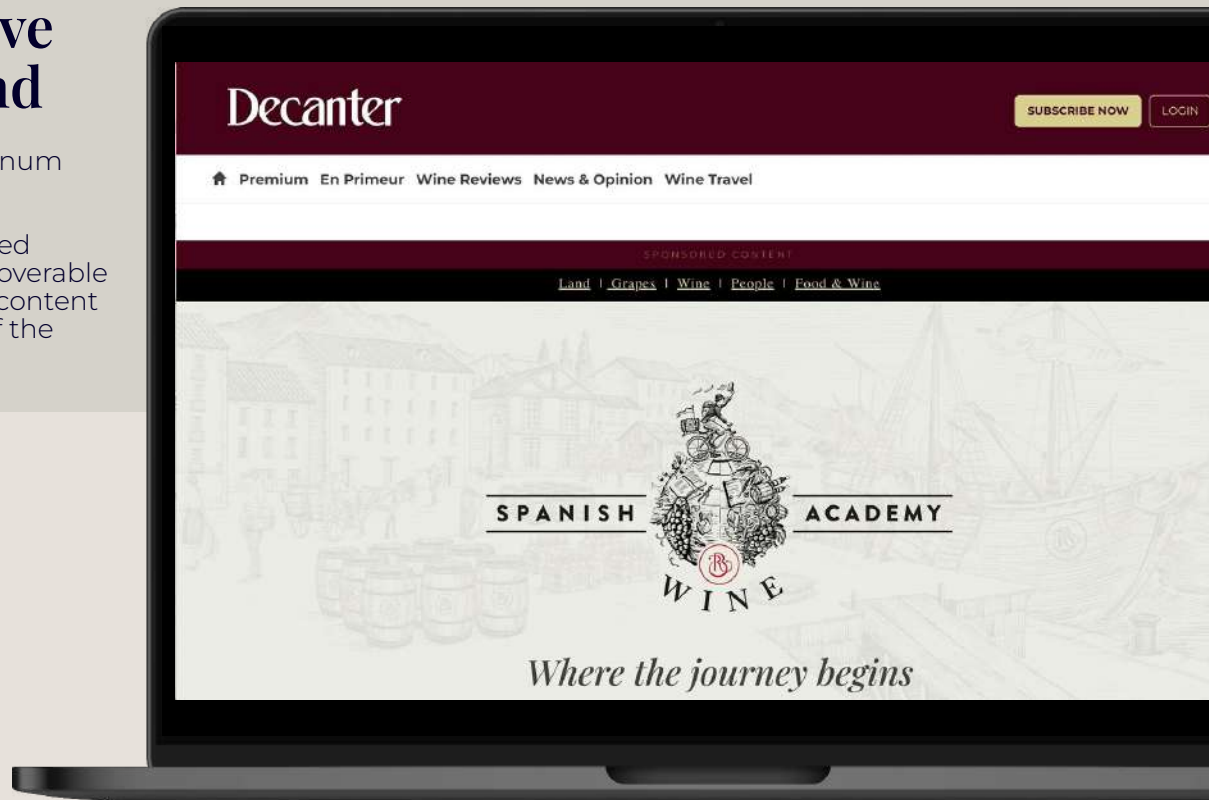 ve
nd
num
ed
overable
content
f the
Decanter
SUBSCRIBE NOW
LOGIN
Premium En Primeur Wine Reviews News & Opinion Wine Travel
SPONSORED CONTENT
Land | Grapes | Wine | People | Food & Wine
SPANISH ACADEMY
WINE
Where the journey begins